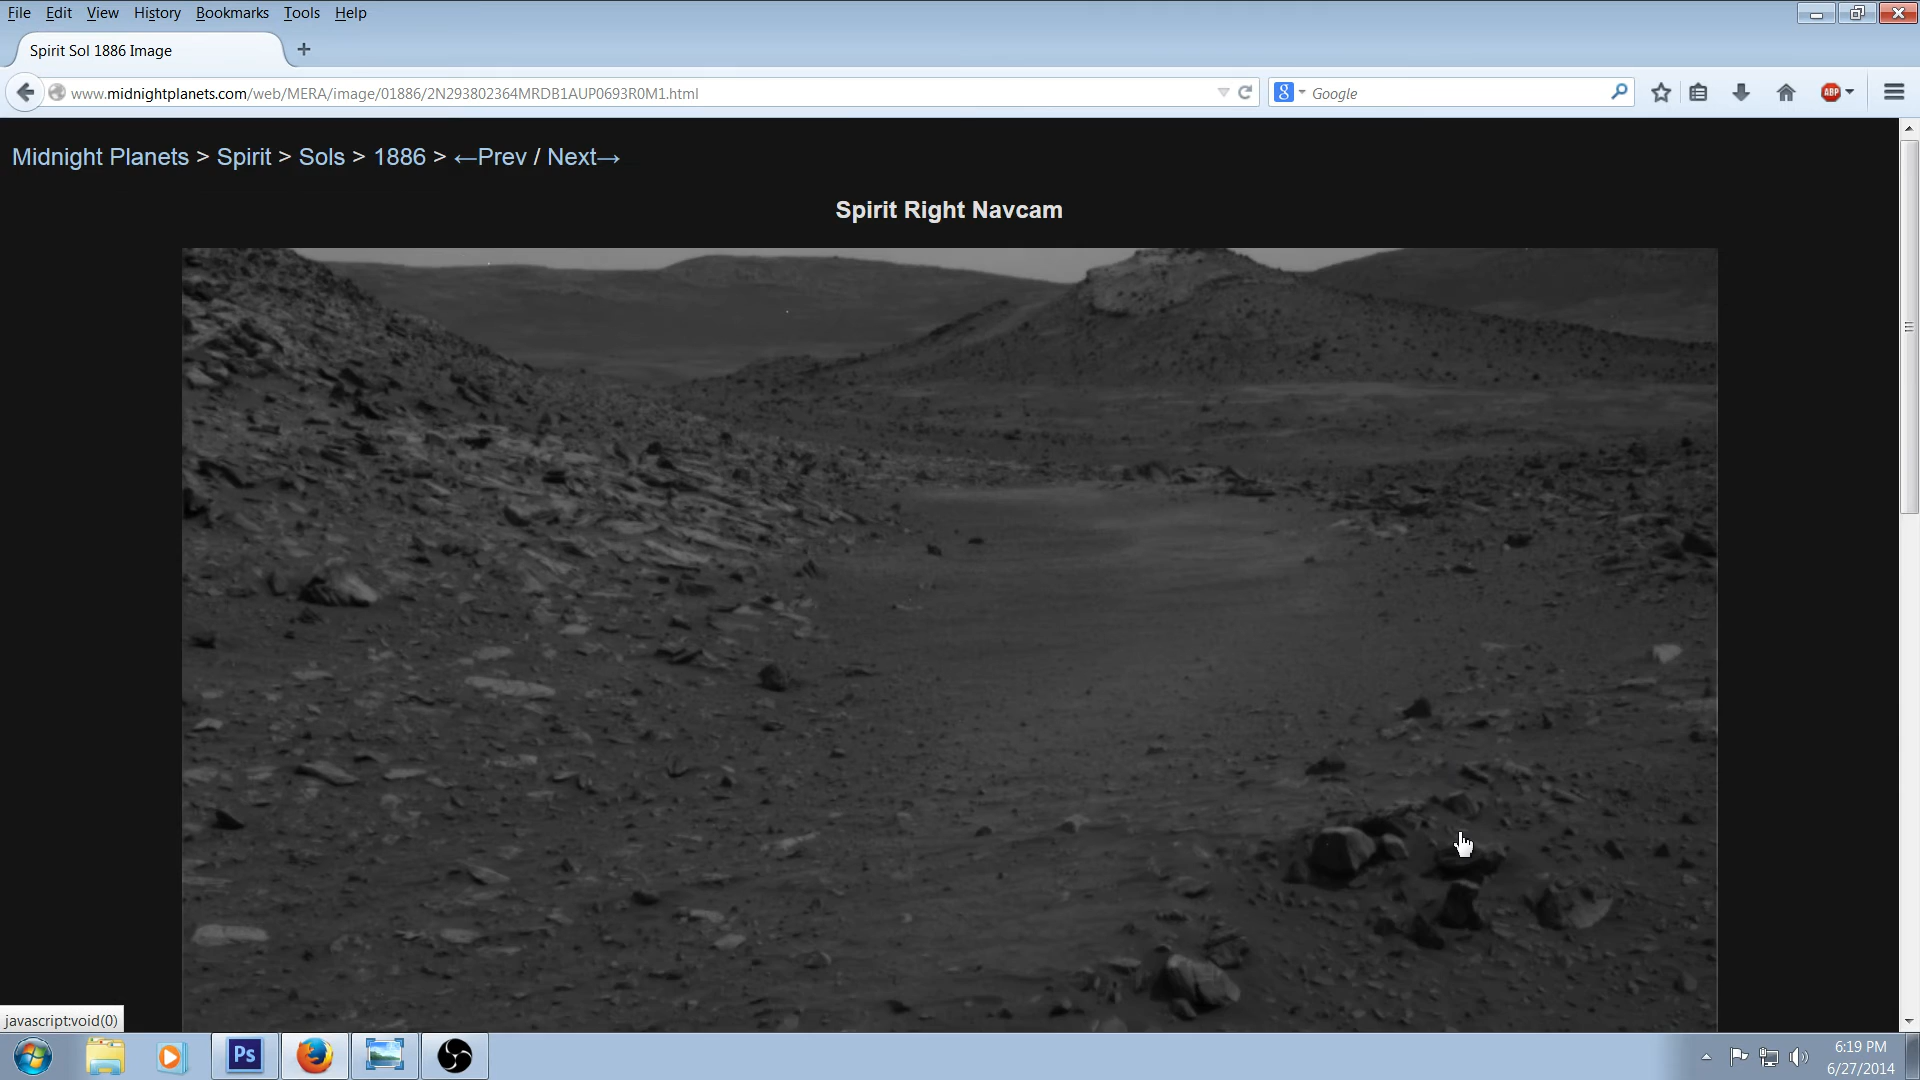 File Edit View History Bookmarks Tools Help
Spirit Sol 1886 Image
www.midnightplanets.com/web/MERA/image/01886/2N293802364MRDB1AUP0693R0M1.html
Google
ABP
Midnight Planets > Spirit > Sols > 1886 > ←Prev / Next→
Spirit Right Navcam
javascript:void(0)
Ps
6:19 PM
6/27/2014